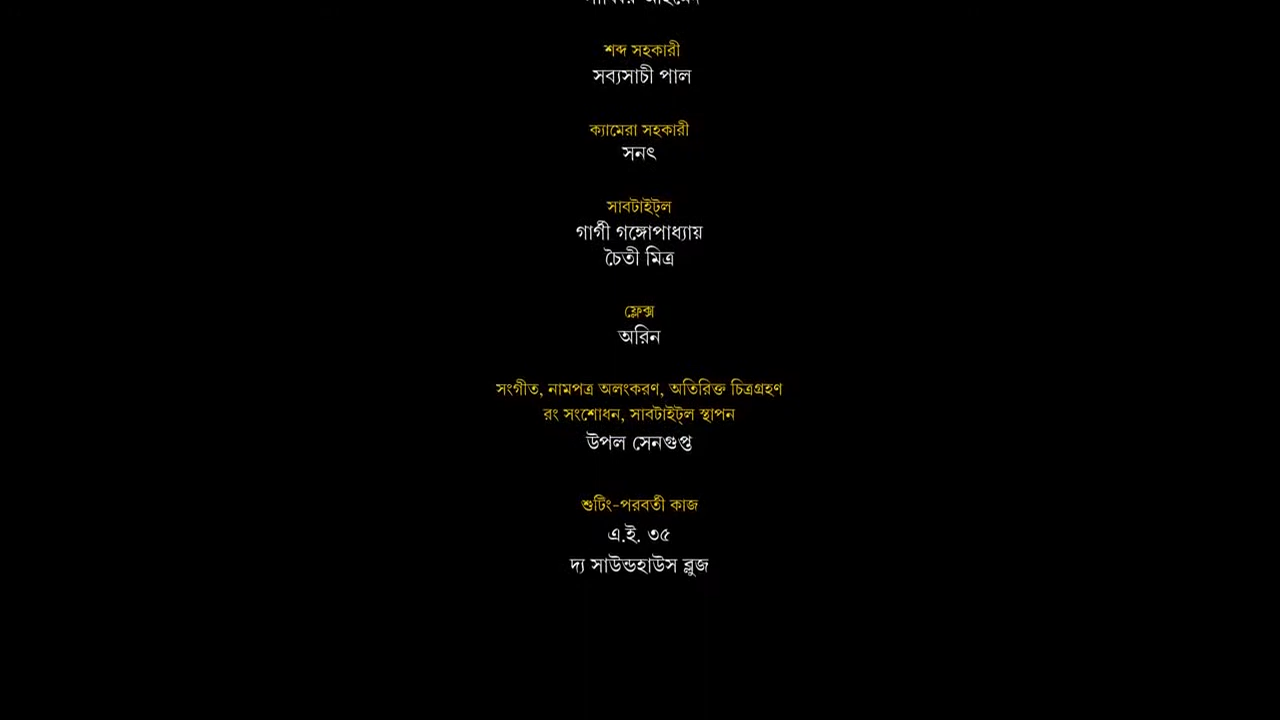 শব্দ সহকারী
সব্যসাচী পাল
ক্যামেরা সহকারী
সনৎ
সাবটাইট্‌ল
গার্গী গঙ্গোপাধ্যায়
চৈতী মিত্র
ফ্লেক্স
অরিন
সংগীত, নামপত্র অলংকরণ, অতিরিক্ত চিত্রগ্রহণ
রং সংশোধন, সাবটাইট্‌ল স্থাপন
উপল সেনগুপ্ত
শুটিং-পরবর্তী কাজ
এ.ই. ৩৫
দ্য সাউন্ডহাউস ব্লুজ